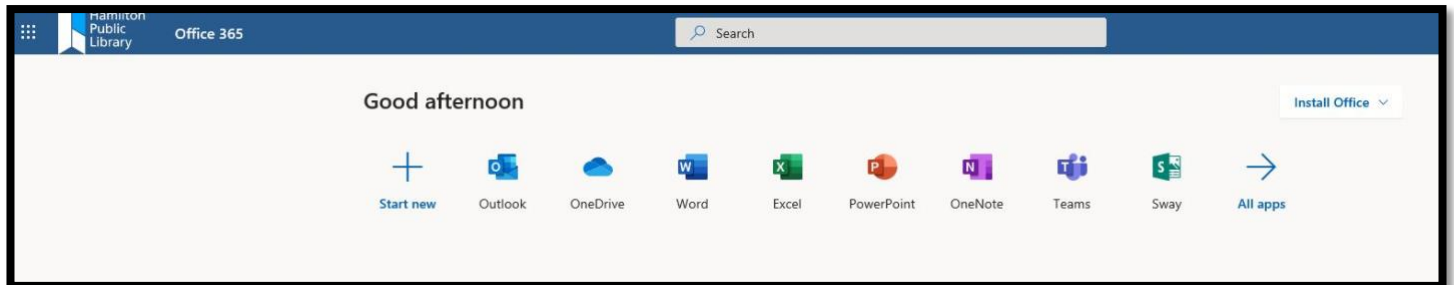 Hamilton
Public
Library
Office 365
Search
Good afternoon
Install Office
Start new
Outlook
OneDrive
Word
Excel
PowerPoint
OneNote
Teams
Sway
All apps